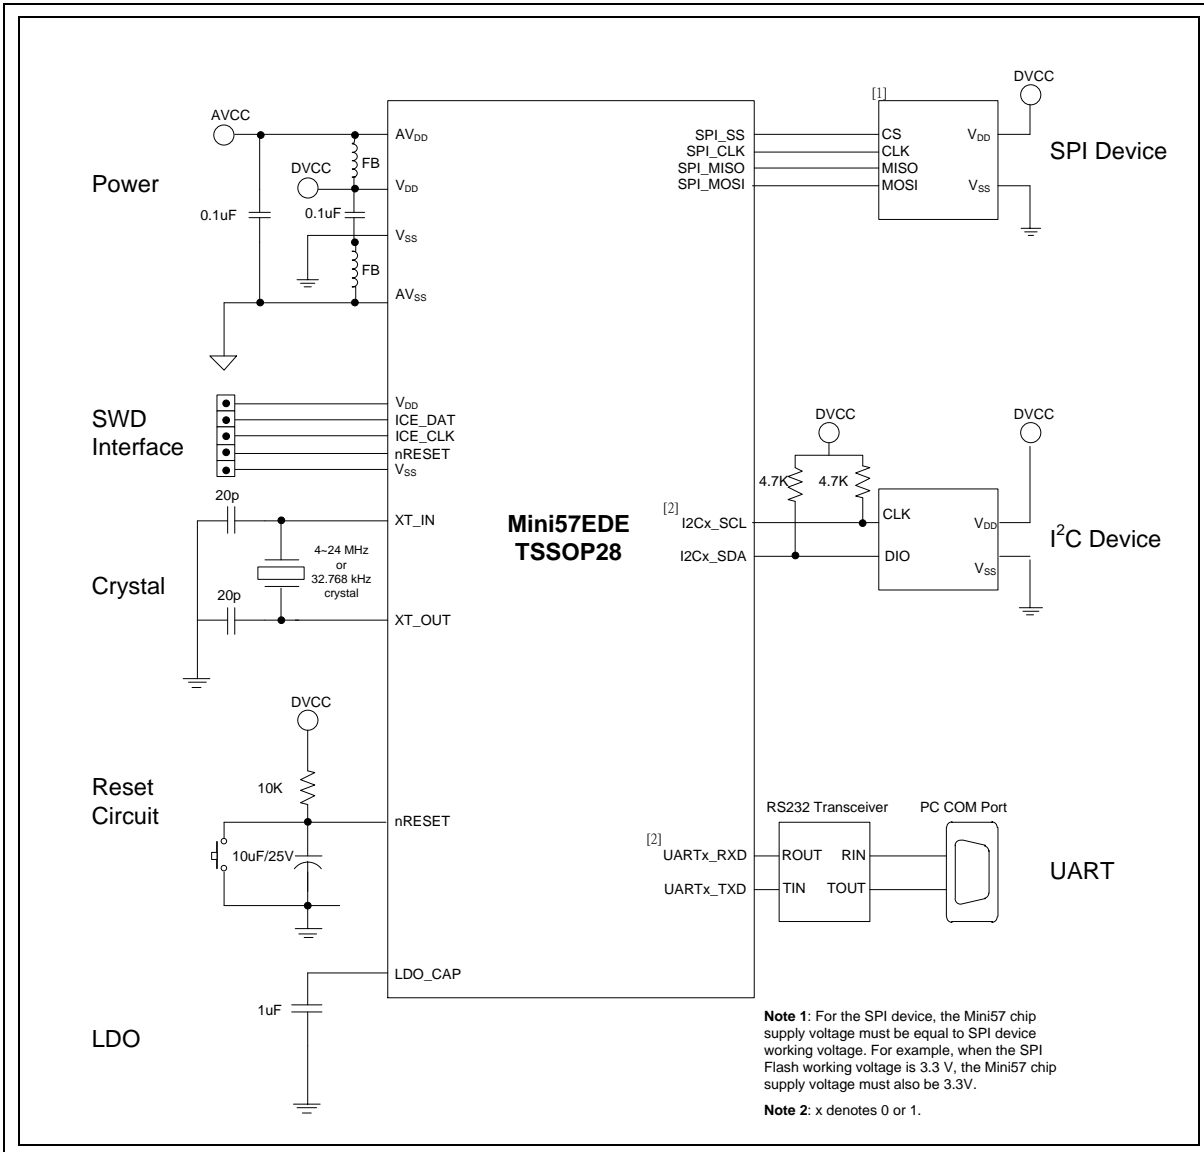 Power
AVCC
DVCC
0.1uF
0.1uF
FB
FB
AVDD
VDD
VSS
AVSS
SWD
Interface
VDD
ICE_DAT
ICE_CLK
nRESET
VSS
Crystal
20p
20p
4~24 MHz
or
32.768 kHz
crystal
XT_IN
XT_OUT
Reset
Circuit
DVCC
10K
10uF/25V
nRESET
LDO
1uF
LDO_CAP
Mini57EDE
TSSOP28
SPI_SS
SPI_CLK
SPI_MISO
SPI_MOSI
[1]
CS
CLK
MISO
MOSI
VDD
VSS
DVCC
SPI Device
DVCC
4.7K
4.7K
[2]
I2Cx_SCL
I2Cx_SDA
CLK
DIO
VDD
VSS
DVCC
I2C Device
[2]
UARTx_RXD
UARTx_TXD
RS232 Transceiver
ROUT
RIN
TIN
TOUT
PC COM Port
UART
Note 1: For the SPI device, the Mini57 chip
supply voltage must be equal to SPI device
working voltage. For example, when the SPI
Flash working voltage is 3.3 V, the Mini57 chip
supply voltage must also be 3.3V.
Note 2: x denotes 0 or 1.